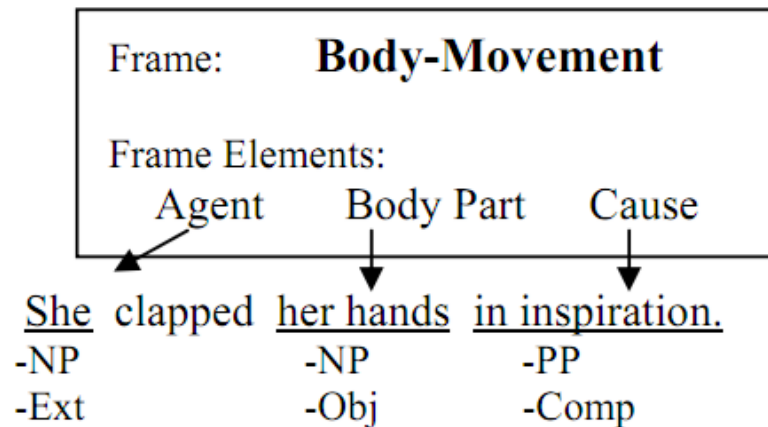 Frame: Body-Movement
Frame Elements:
Agent Body Part Cause
She clapped her hands in inspiration.
-NP -NP -PP
-Ext -Obj -Comp